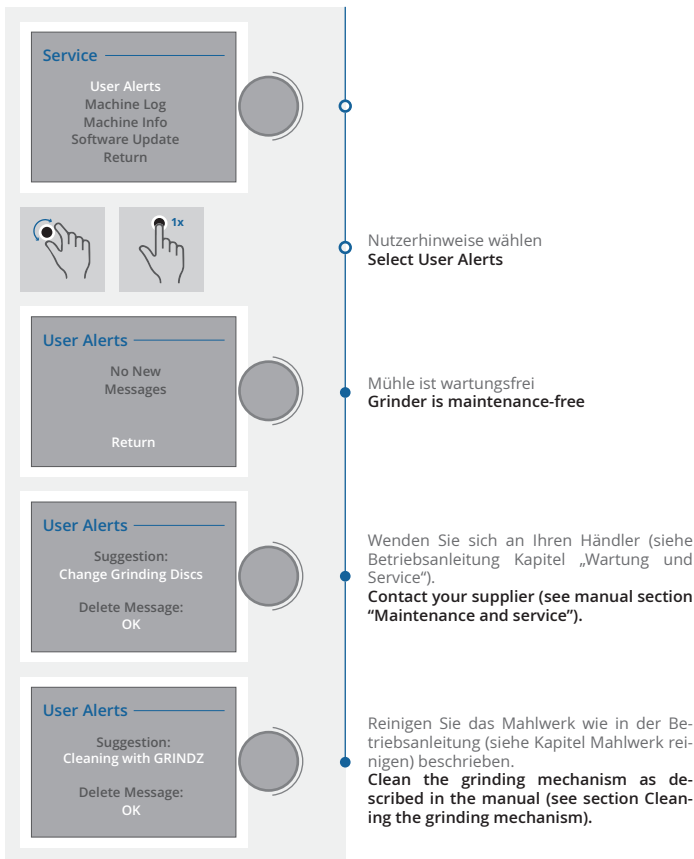 Service
User Alerts
Machine Log
Machine Info
Software Update
Return
1x
Nutzerhinweise wählen
Select User Alerts
User Alerts
No New
Messages
Return
Mühle ist wartungsfrei
Grinder is maintenance-free
User Alerts
Suggestion:
Change Grinding Discs
Delete Message:
OK
Wenden Sie sich an Ihren Händler (siehe
Betriebsanleitung Kapitel „Wartung und
Service“).
Contact your supplier (see manual section
“Maintenance and service”).
User Alerts
Suggestion:
Cleaning with GRINDZ
Delete Message:
OK
Reinigen Sie das Mahlwerk wie in der Be-
triebsanleitung (siehe Kapitel Mahlwerk rei-
nigen) beschrieben.
Clean the grinding mechanism as de-
scribed in the manual (see section Clean-
ing the grinding mechanism).